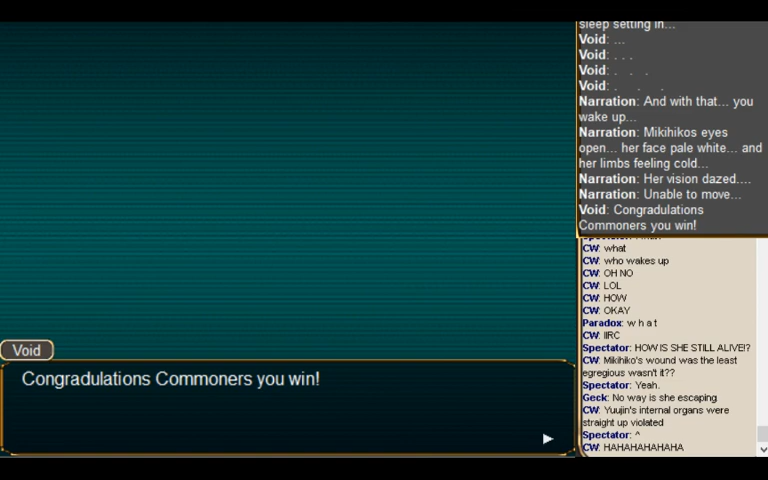 sleep setting in...
Void: ...
Void: . . .
Void: .   .   .
Void: .     .     .
Narration: And with that... you
wake up...
Narration: Mikihikos eyes
open... her face pale white... and
her limbs feeling cold...
Narration: Her vision dazed....
Narration: Unable to move...
Void: Congradulations
Commoners you win!
CW: what
CW: who wakes up
CW: OH NO
CW: LOL
CW: HOW
CW: OKAY
Paradox: w h a t
CW: IIRC
Spectator: HOW IS SHE STILL ALIVE!?
CW: Mikihiko's wound was the least
egregious wasn't it??
Spectator: Yeah.
Geck: No way is she escaping
CW: Yuujin's internal organs were
straight up violated
Spectator: ^
CW: HAHAHAHAHAHA
Void
Congradulations Commoners you win!